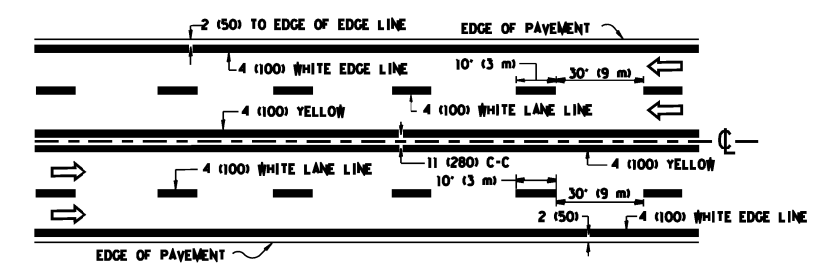 2 (50) TO EDGE OF EDGE LINE
EDGE OF PAVEMENT
4 (100) WHITE EDGE LINE
10' (3 m)
30' (9 m)
4 (100) YELLOW
4 (100) WHITE LANE LINE
℄
4 (100) WHITE LANE LINE
11 (280) C-C
4 (100) YELLOW
10' (3 m)
30' (9 m)
2 (50)
4 (100) WHITE EDGE LINE
EDGE OF PAVEMENT